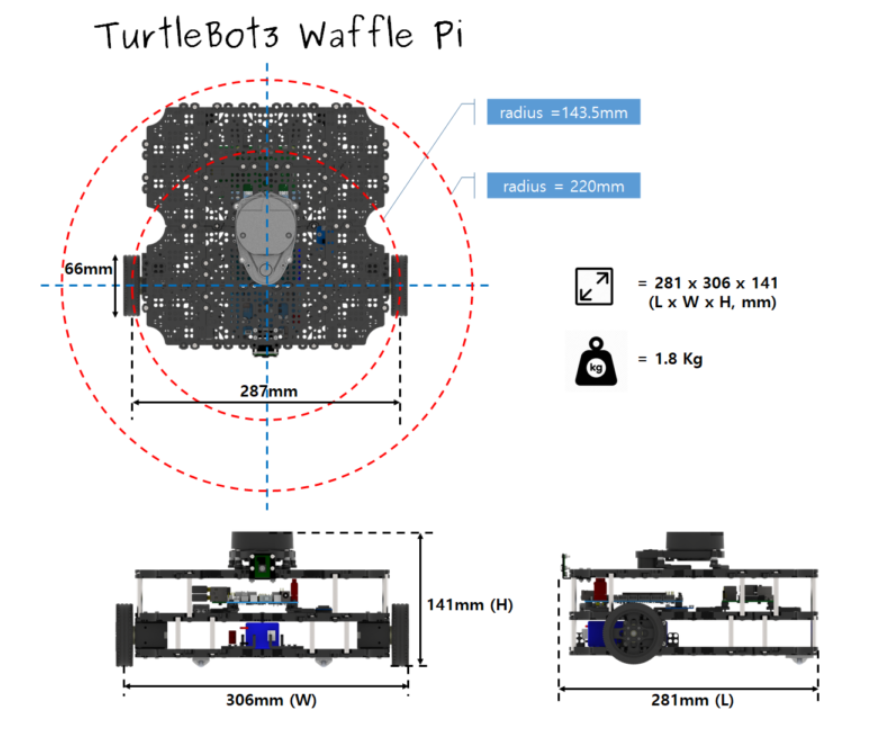 TurtleBot3 Waffle Pi
radius =143.5mm
radius = 220mm
66mm
= 281 x 306 x 141
(L x W x H, mm)
kg
= 1.8 Kg
287mm
141mm (H)
306mm (W)
281mm (L)